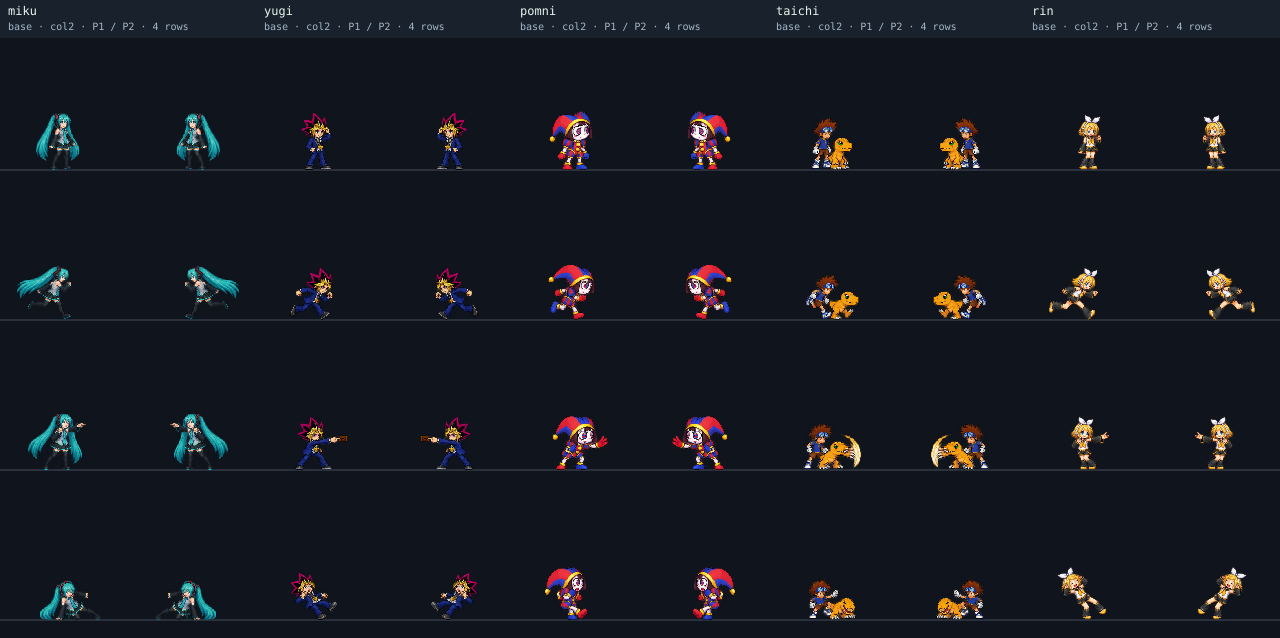 miku
base · col2 · P1 / P2 · 4 rows
yugi
base · col2 · P1 / P2 · 4 rows
pomni
base · col2 · P1 / P2 · 4 rows
taichi
base · col2 · P1 / P2 · 4 rows
rin
base · col2 · P1 / P2 · 4 rows